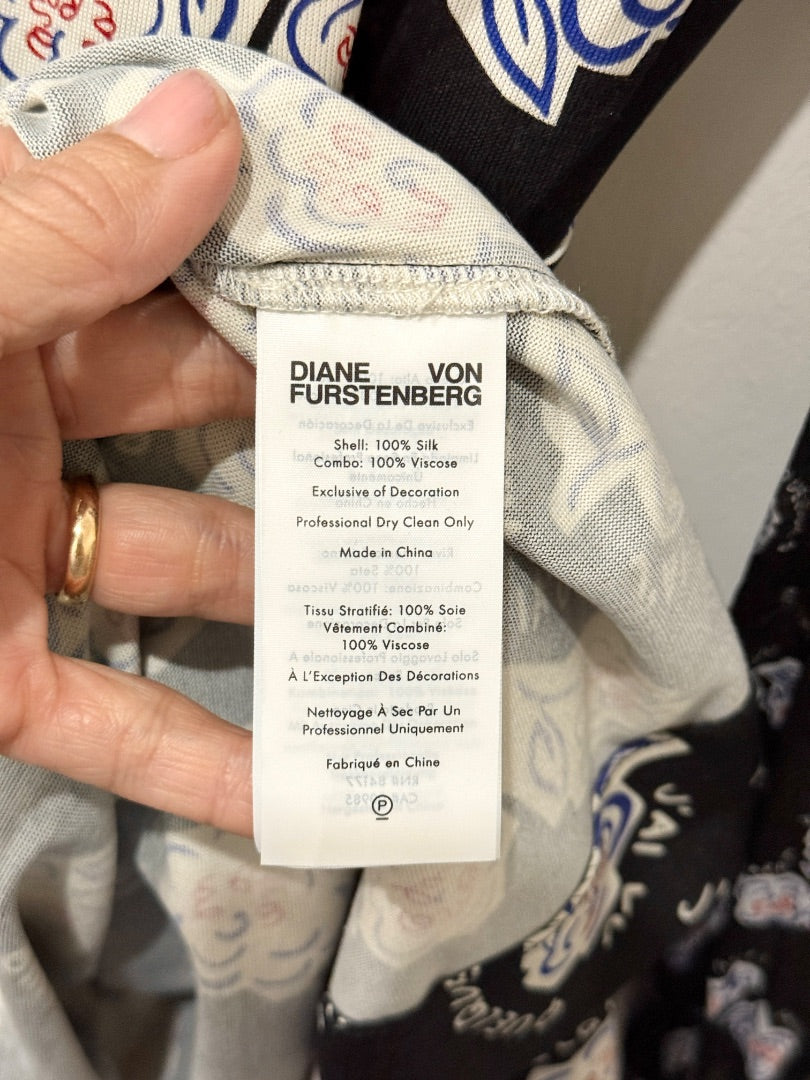 DIANE VON
FURSTENBERG
Shell: 100% Silk
Combo: 100% Viscose
Exclusive of Decoration
Professional Dry Clean Only
Made in China
Tissu Stratifié: 100% Soie
Vêtement Combiné:
100% Viscose
À L'Exception Des Décorations
Nettoyage À Sec Par Un
Professionnel Uniquement
Fabriqué en Chine
P
J'AI